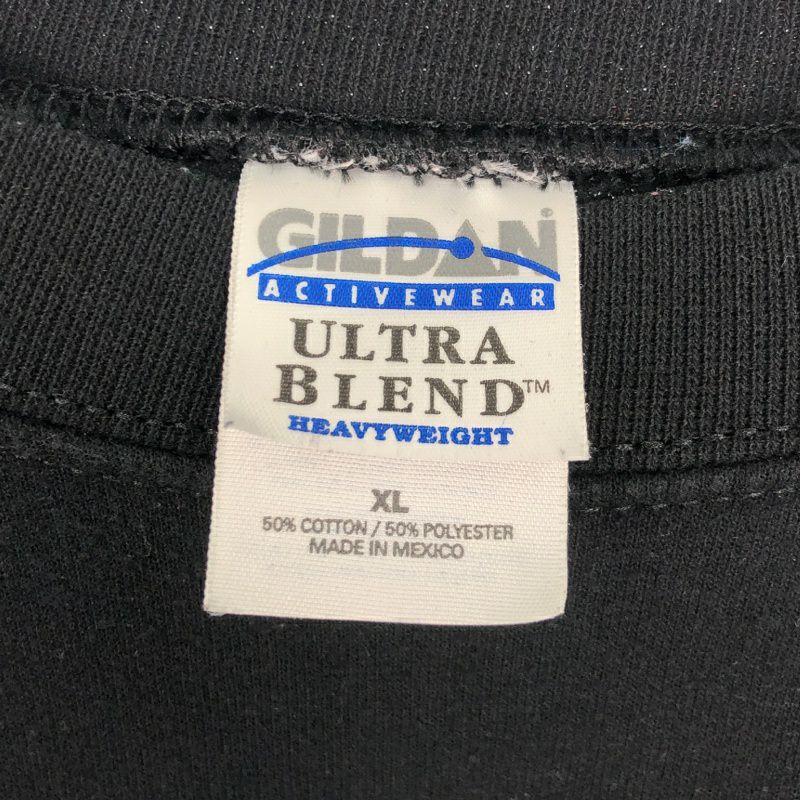 GILDAN®
ACTIVEWEAR
ULTRA
BLEND™
HEAVYWEIGHT
XL
50% COTTON / 50% POLYESTER
MADE IN MEXICO